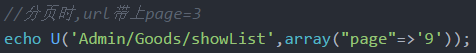 //分页时,url带上page=3
echo U('Admin/Goods/showList',array("page"=>'9'));